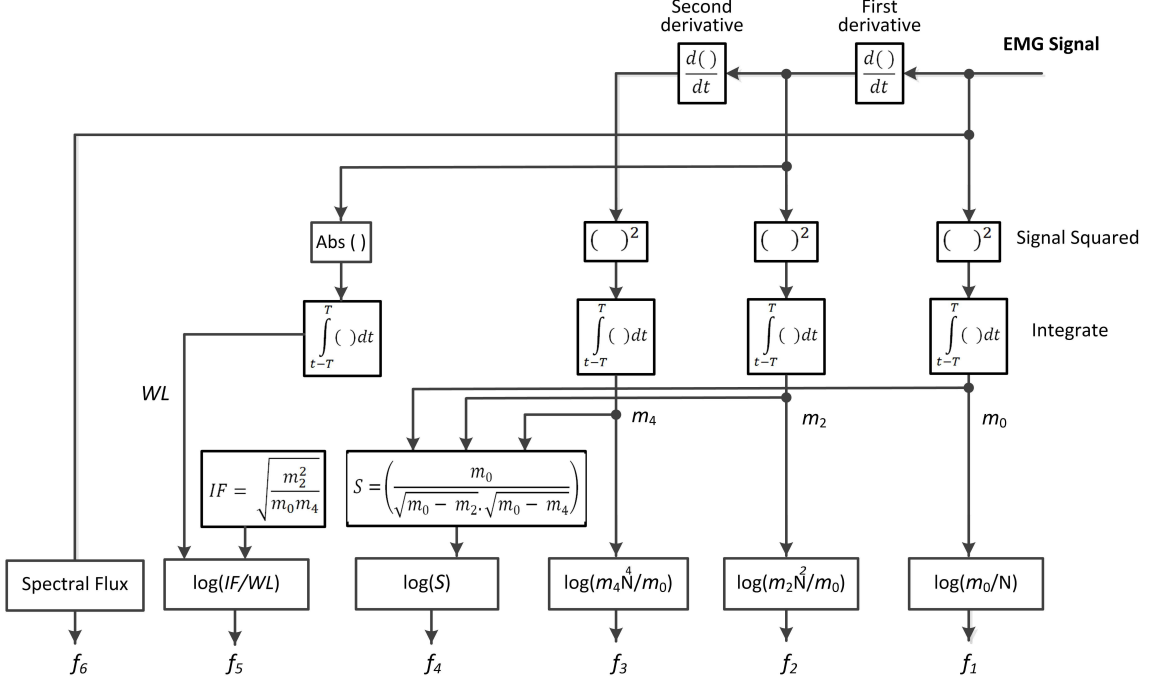 Second derivative
First derivative
EMG Signal
d( )/dt
d( )/dt
Abs ( )
( )²
( )²
( )²
Signal Squared
∫ t−T T ( )dt
∫ t−T T ( )dt
∫ t−T T ( )dt
∫ t−T T ( )dt
Integrate
WL
m₄
m₂
m₀
IF = √(m₂²/m₀m₄)
S = (m₀/(√(m₀ − m₂).√(m₀ − m₄)))
Spectral Flux
log(IF/WL)
log(S)
log(m₄N⁴/m₀)
log(m₂N²/m₀)
log(m₀/N)
f₆
f₅
f₄
f₃
f₂
f₁